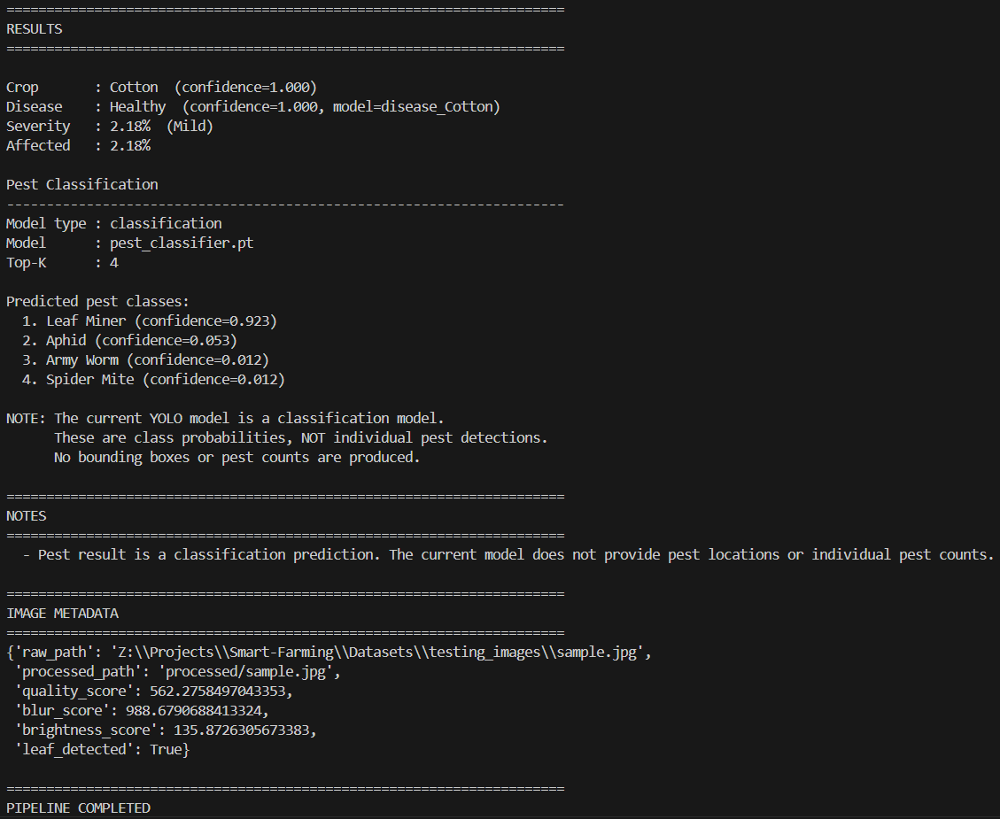 ======================================================================
RESULTS
======================================================================
Crop       : Cotton  (confidence=1.000)
Disease    : Healthy  (confidence=1.000, model=disease_Cotton)
Severity   : 2.18%  (Mild)
Affected   : 2.18%
Pest Classification
----------------------------------------------------------------------
Model type : classification
Model      : pest_classifier.pt
Top-K      : 4
Predicted pest classes:
  1. Leaf Miner (confidence=0.923)
  2. Aphid (confidence=0.053)
  3. Army Worm (confidence=0.012)
  4. Spider Mite (confidence=0.012)
NOTE: The current YOLO model is a classification model.
      These are class probabilities, NOT individual pest detections.
      No bounding boxes or pest counts are produced.
======================================================================
NOTES
======================================================================
  - Pest result is a classification prediction. The current model does not provide pest locations or individual pest counts.
======================================================================
IMAGE METADATA
======================================================================
{'raw_path': 'Z:\\Projects\\Smart-Farming\\Datasets\\testing_images\\sample.jpg',
 'processed_path': 'processed/sample.jpg',
 'quality_score': 562.2758497043353,
 'blur_score': 988.6790688413324,
 'brightness_score': 135.8726305673383,
 'leaf_detected': True}
======================================================================
PIPELINE COMPLETED